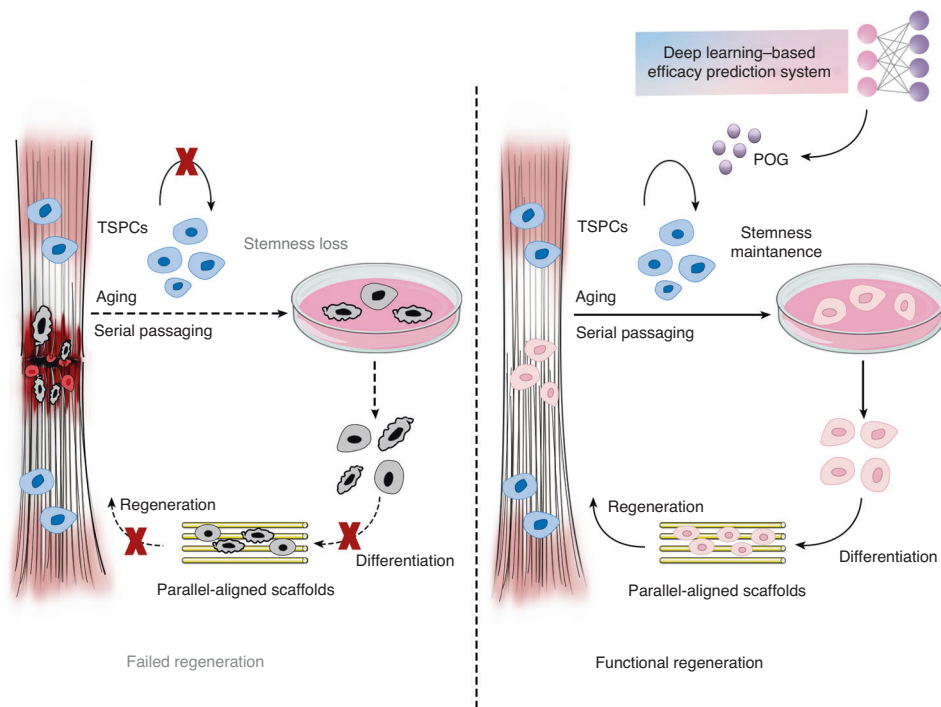 Deep learning–based
efficacy prediction system
POG
TSPCs
Stemness loss
Aging
Serial passaging
Regeneration
Differentiation
Parallel-aligned scaffolds
Failed regeneration
TSPCs
Stemness
maintanence
Aging
Serial passaging
Regeneration
Differentiation
Parallel-aligned scaffolds
Functional regeneration